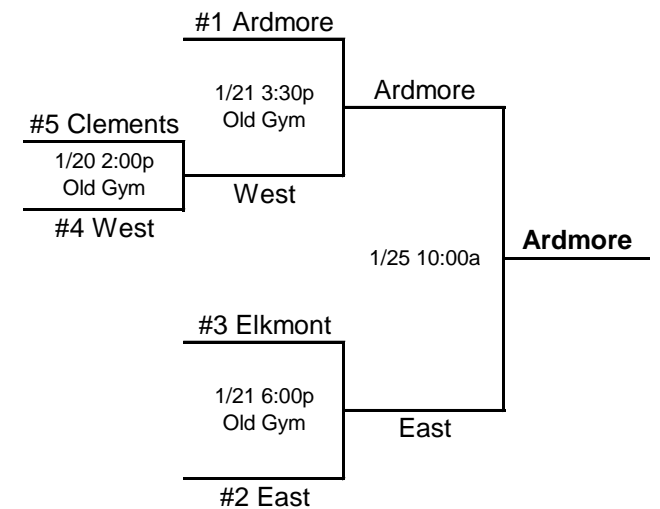 #1 Ardmore
1/21 3:30p
Old Gym
Ardmore
#5 Clements
1/20 2:00p
Old Gym
West
#4 West
Ardmore
1/25 10:00a
#3 Elkmont
1/21 6:00p
Old Gym
East
#2 East